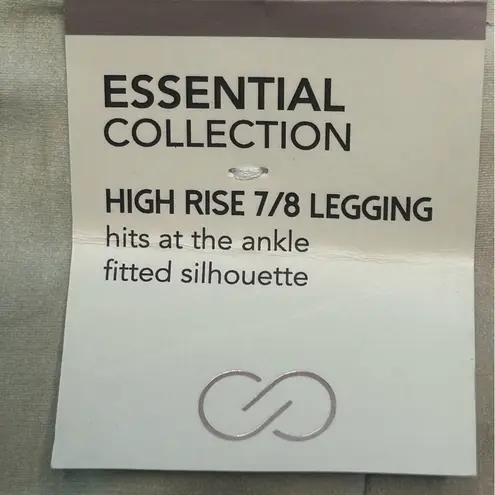 ESSENTIAL
COLLECTION
HIGH RISE 7/8 LEGGING
hits at the ankle
fitted silhouette